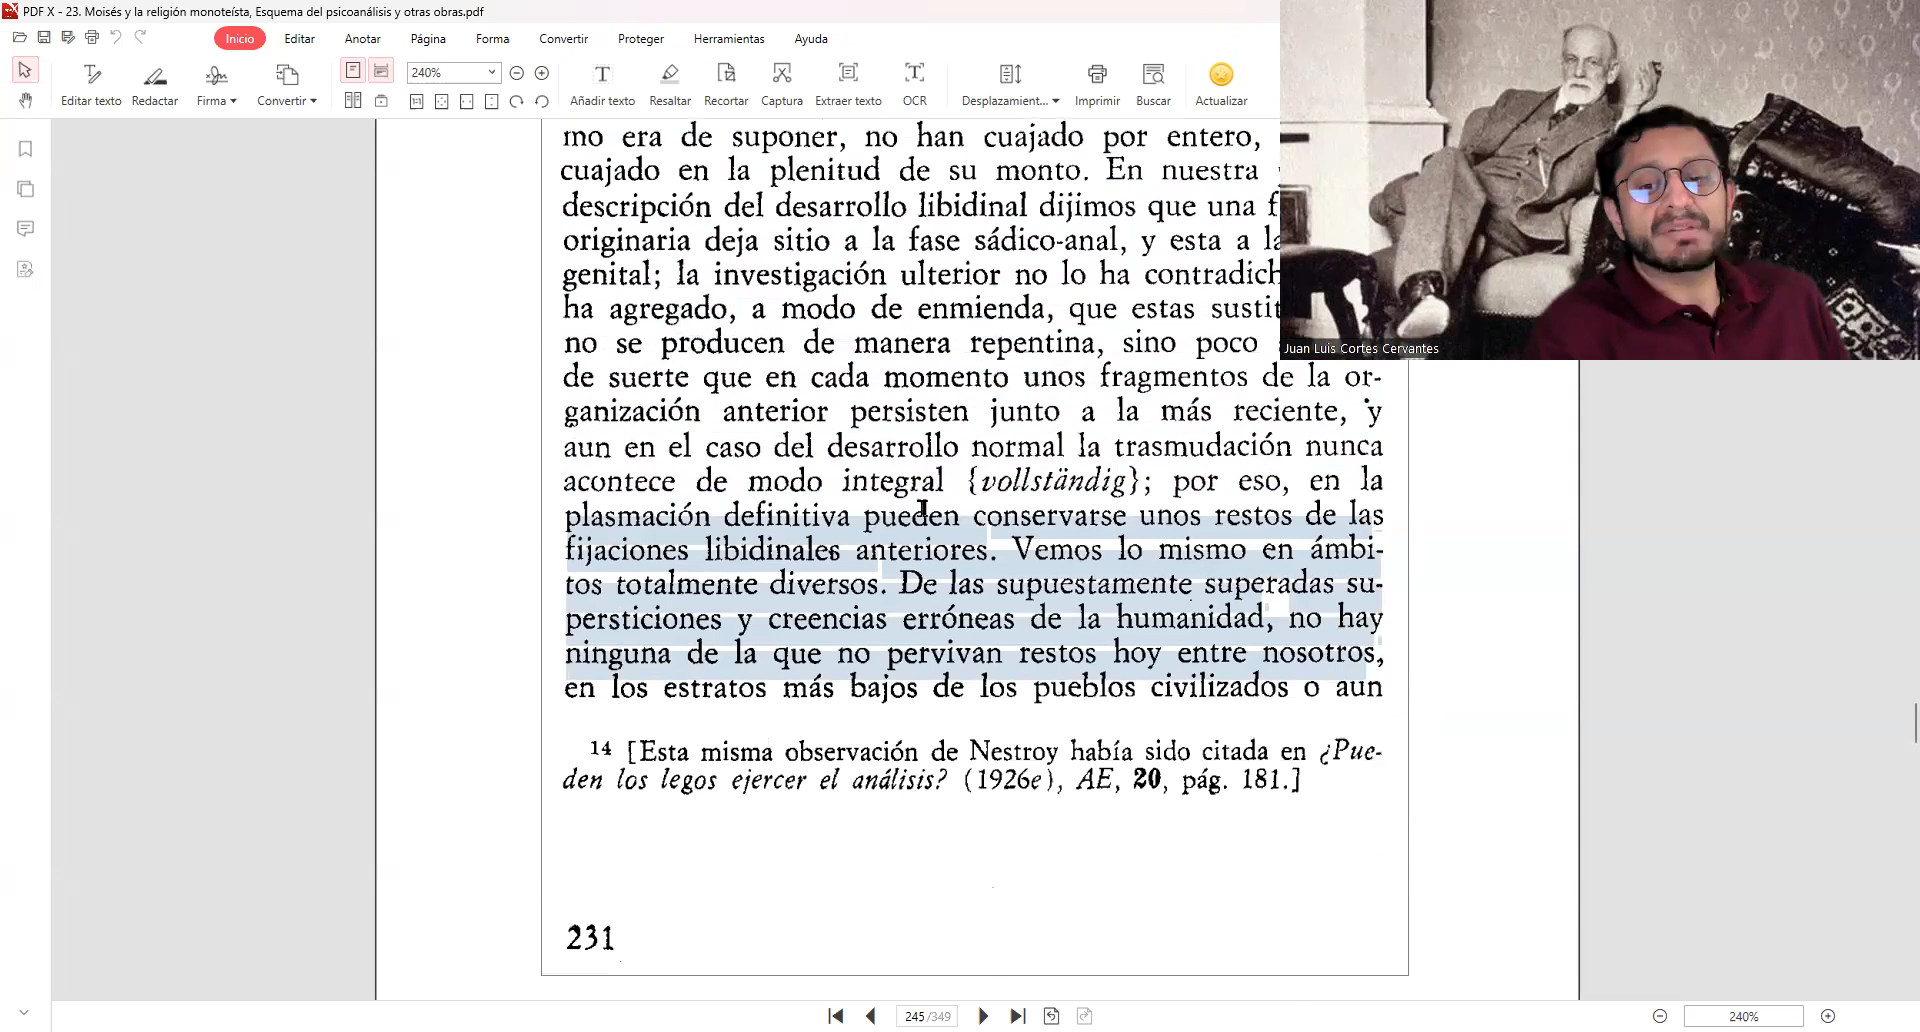 PDF X - 23. Moisés y la religión monoteísta, Esquema del psicoanálisis y otras obras.pdf
Inicio Editar Anotar Página Forma Convertir Proteger Herramientas Ayuda
240%
Editar texto Redactar Firma Convertir Añadir texto Resaltar Recortar Captura Extraer texto OCR Desplazamient... Imprimir Buscar Actualizar
mo era de suponer, no han cuajado por entero,
cuajado en la plenitud de su monto. En nuestra
descripción del desarrollo libidinal dijimos que una f
originaria deja sitio a la fase sádico-anal, y esta a la
genital; la investigación ulterior no lo ha contradich
ha agregado, a modo de enmienda, que estas sustit
no se producen de manera repentina, sino poco
Juan Luis Cortes Cervantes
de suerte que en cada momento unos fragmentos de la or-
ganización anterior persisten junto a la más reciente, y
aun en el caso del desarrollo normal la trasmudación nunca
acontece de modo integral {vollständig}; por eso, en la
plasmación definitiva pueden conservarse unos restos de las
fijaciones libidinales anteriores. Vemos lo mismo en ámbi-
tos totalmente diversos. De las supuestamente superadas su-
persticiones y creencias erróneas de la humanidad, no hay
ninguna de la que no pervivan restos hoy entre nosotros,
en los estratos más bajos de los pueblos civilizados o aun
14 [Esta misma observación de Nestroy había sido citada en ¿Pue-
den los legos ejercer el análisis? (1926e), AE, 20, pág. 181.]
231
245 /349
240%